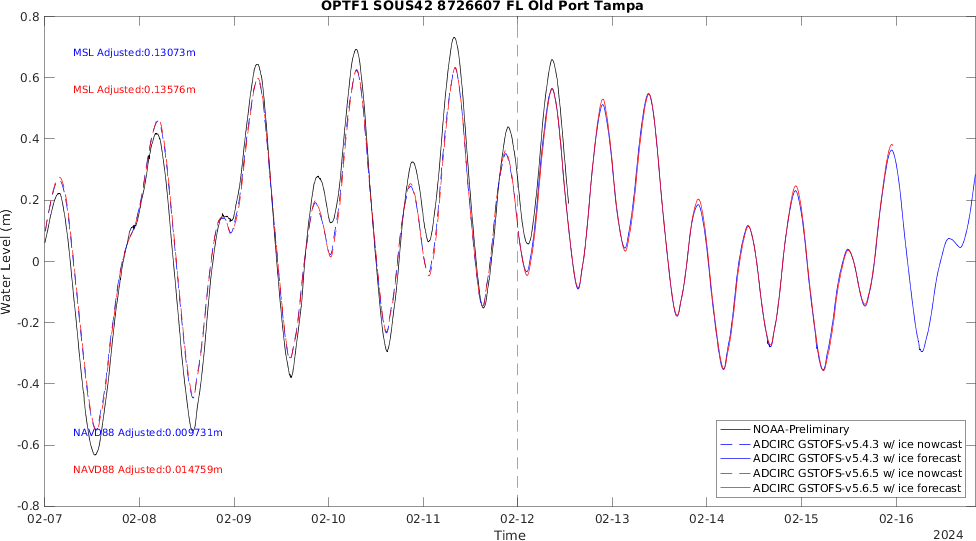 OPTF1 SOUS42 8726607 FL Old Port Tampa
0.8
0.6
0.4
0.2
0
-0.2
-0.4
-0.6
-0.8
Water Level (m)
MSL Adjusted:0.13073m
MSL Adjusted:0.13576m
NAVD88 Adjusted:0.009731m
NAVD88 Adjusted:0.014759m
NOAA-Preliminary
ADCIRC GSTOFS-v5.4.3 w/ ice nowcast
ADCIRC GSTOFS-v5.4.3 w/ ice forecast
ADCIRC GSTOFS-v5.6.5 w/ ice nowcast
ADCIRC GSTOFS-v5.6.5 w/ ice forecast
02-07 02-08 02-09 02-10 02-11 02-12 02-13 02-14 02-15 02-16
Time
2024